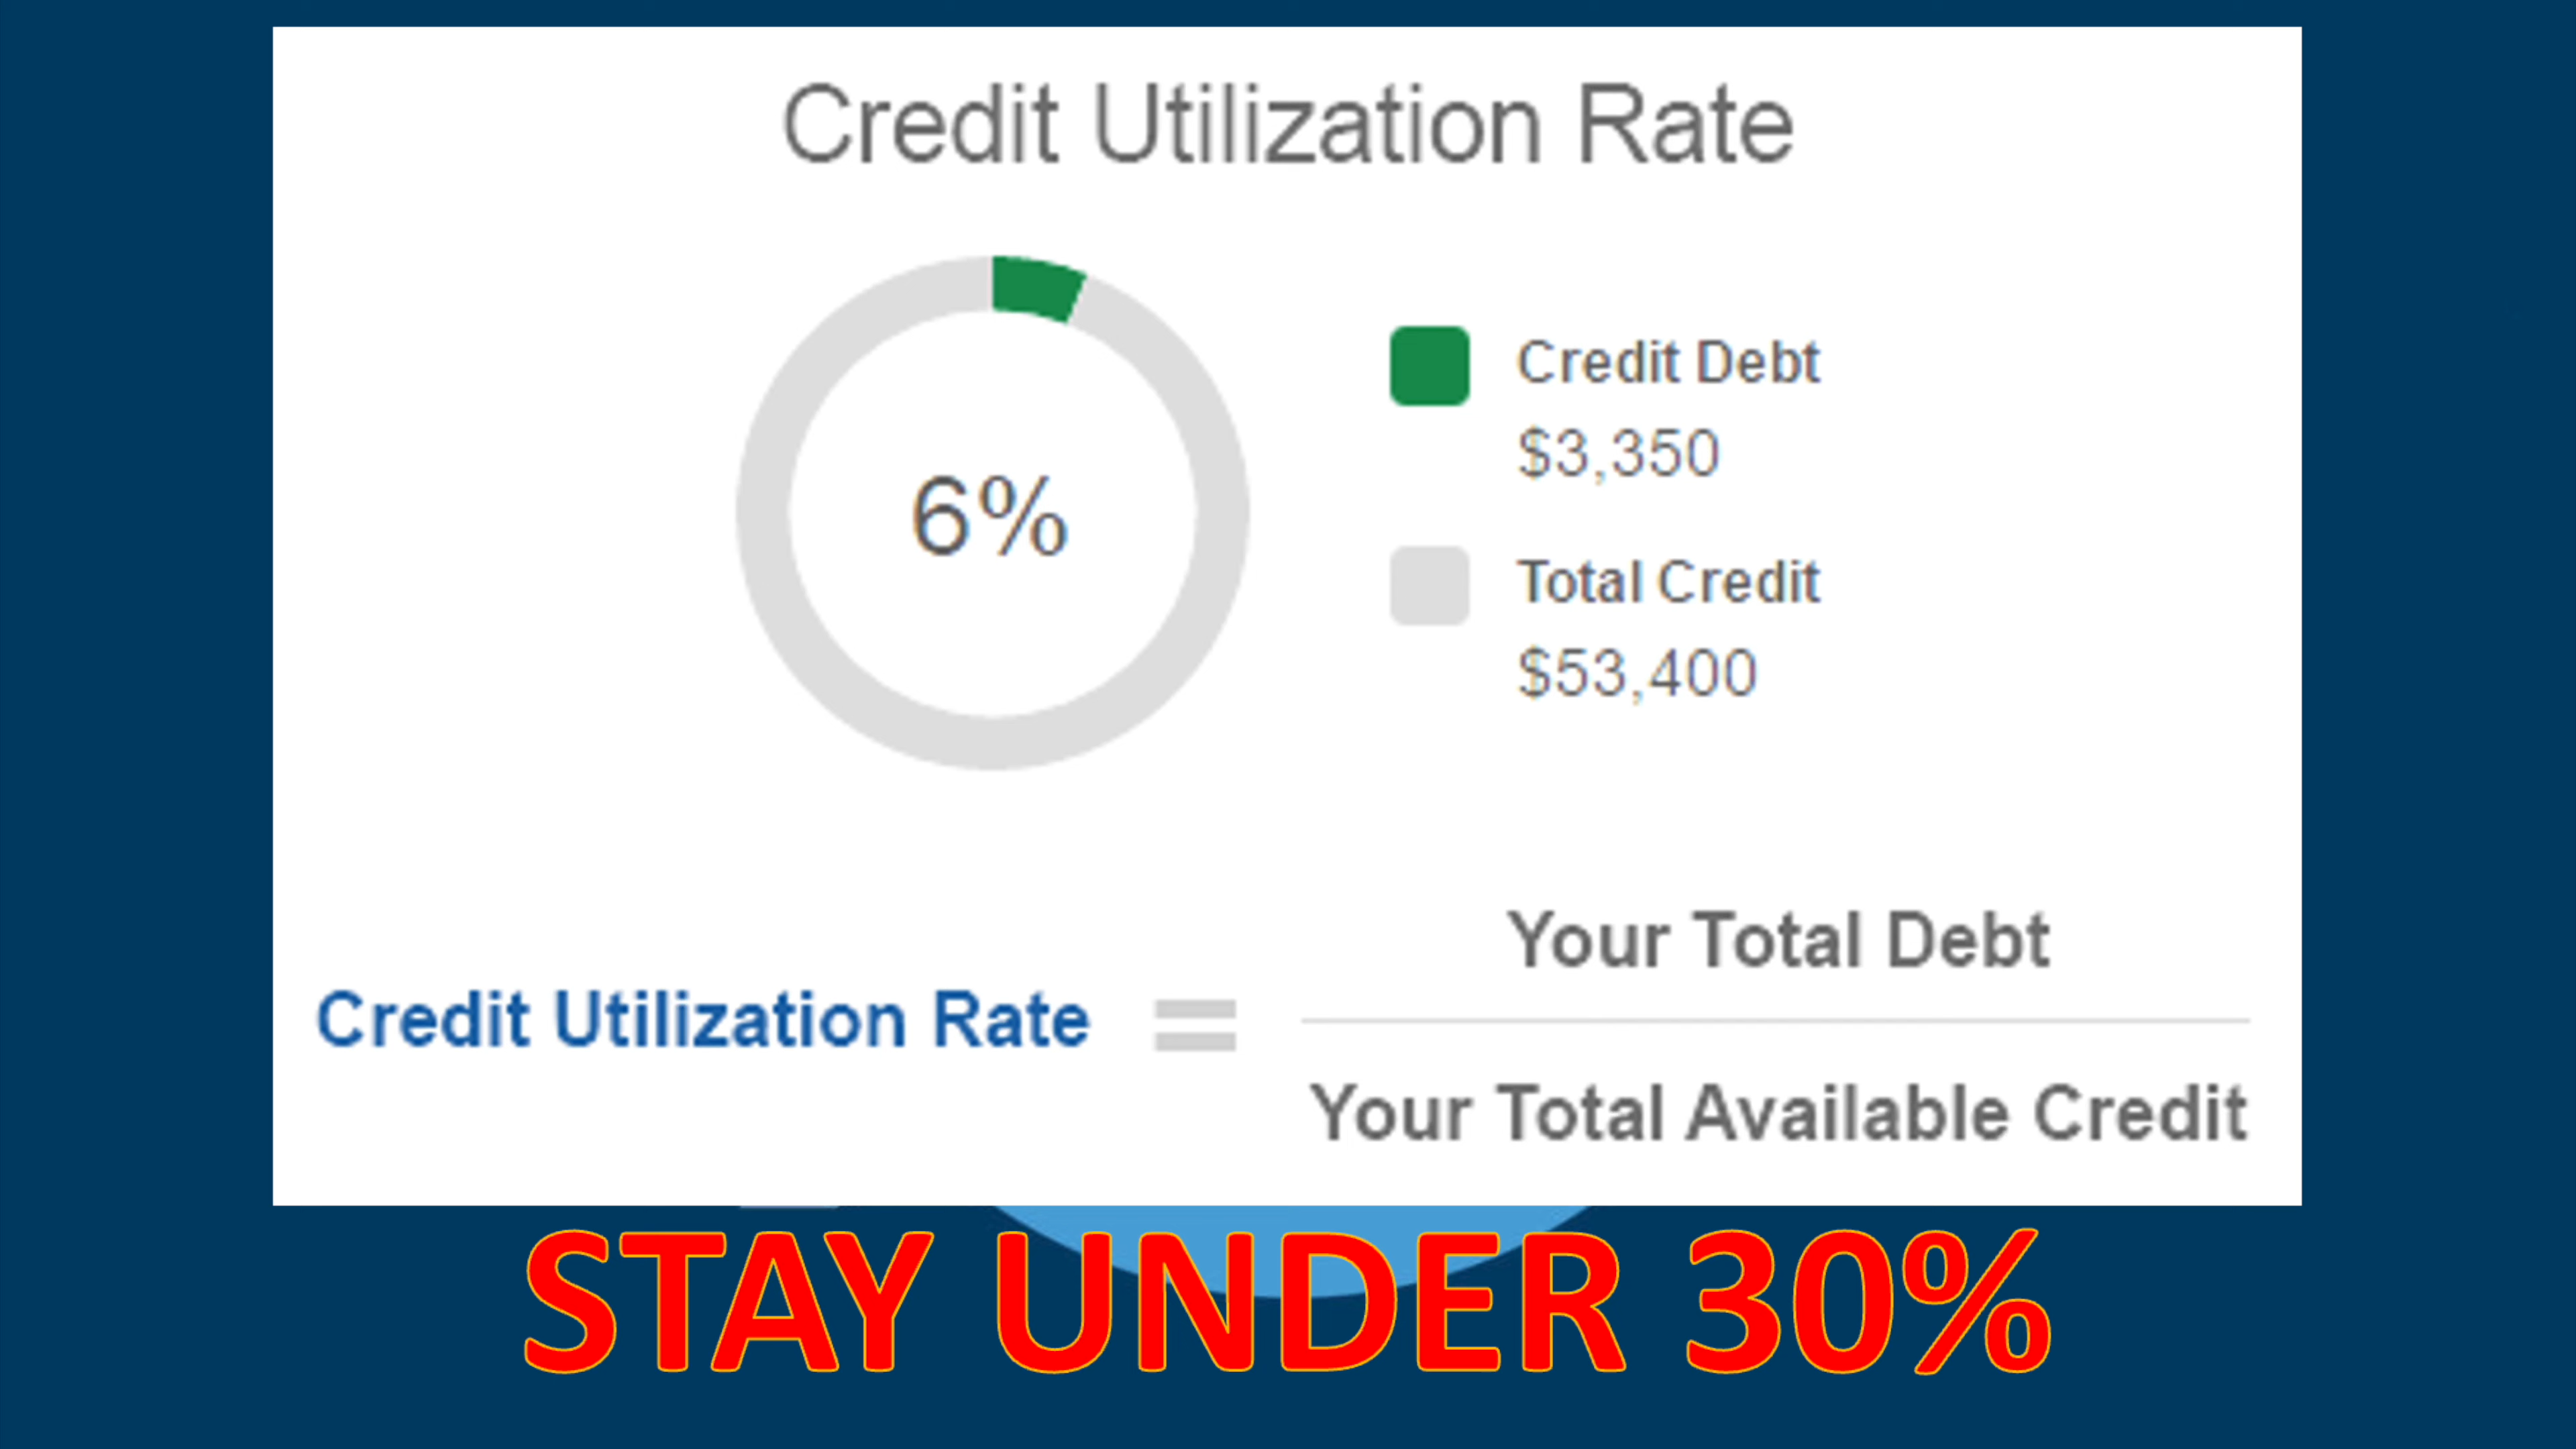 Credit Utilization Rate
6%
Credit Debt
$3,350
Total Credit
$53,400
Your Total Debt
Credit Utilization Rate =
Your Total Available Credit
STAY UNDER 30%